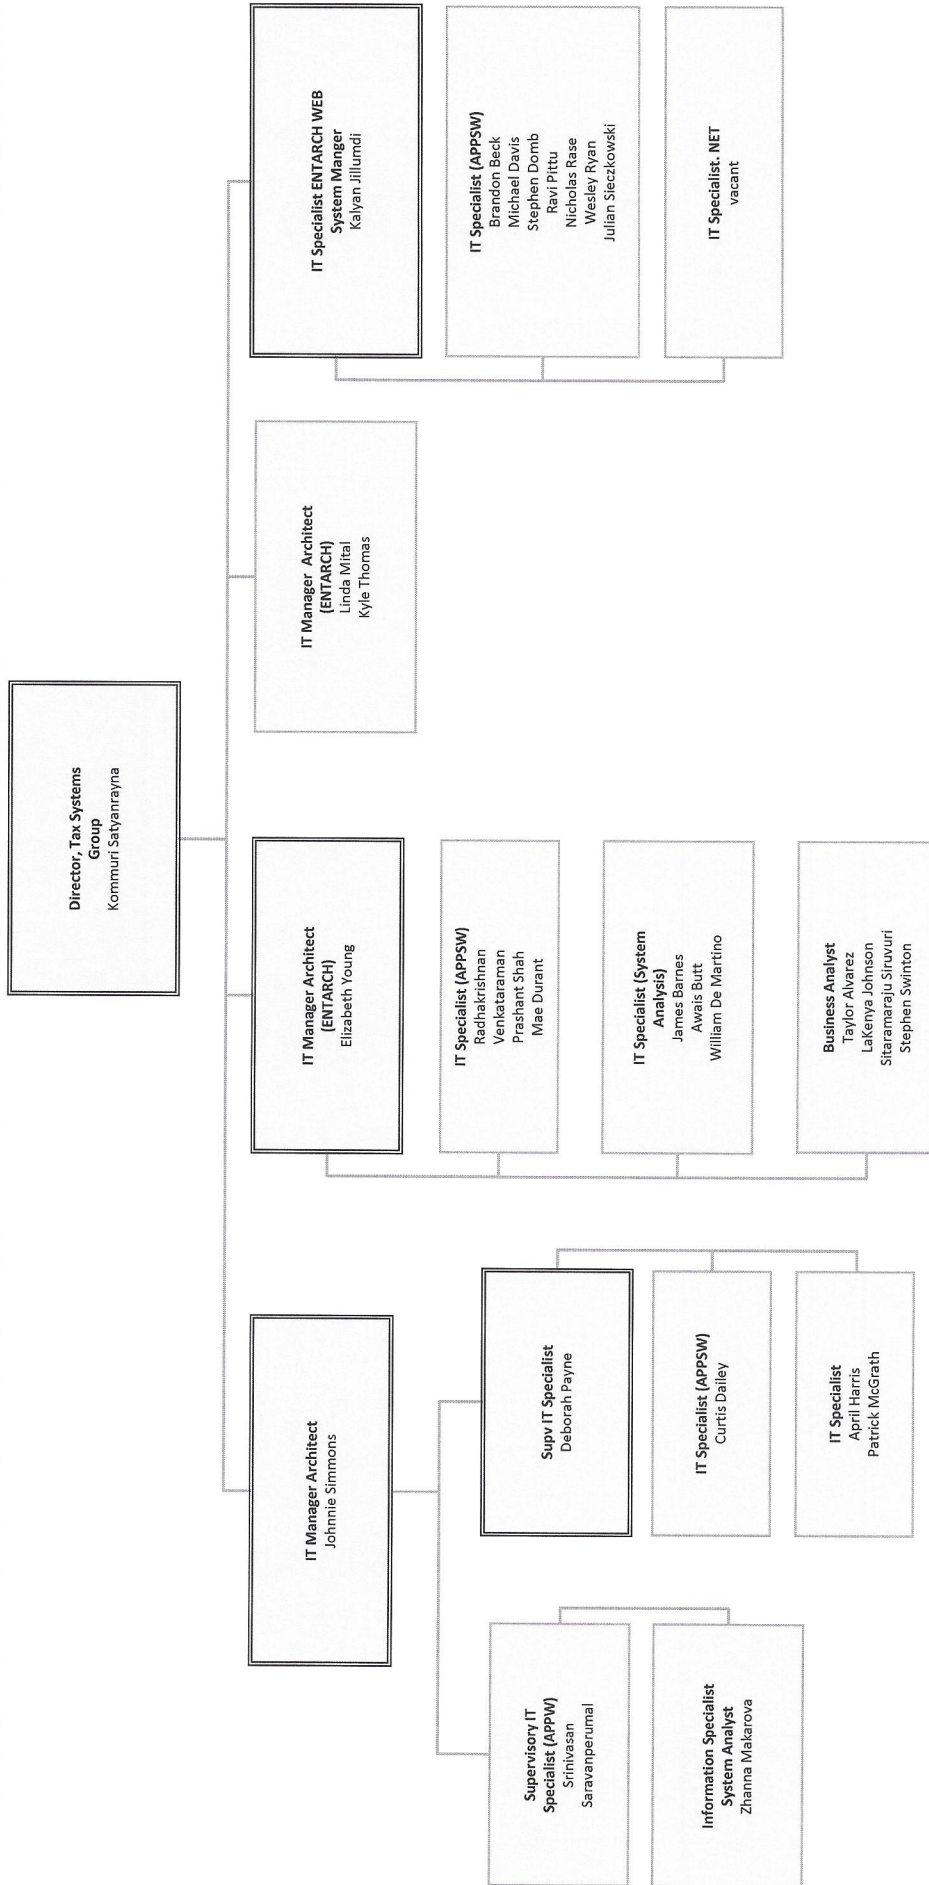 Director, Tax Systems
Group
Kommuri Satyanrayna
IT Manager Architect
Johnnie Simmons
Supervisory IT
Specialist (APPW)
Srinivasan
Saravanperumal
Information Specialist
System Analyst
Zhanna Makarova
Supv IT Specialist
Deborah Payne
IT Specialist (APPSW)
Curtis Dailey
IT Specialist
April Harris
Patrick McGrath
IT Manager Architect
(ENTARCH)
Elizabeth Young
IT Specialist (APPSW)
Radhakrishnan
Venkataraman
Prashant Shah
Mae Durant
IT Specialist (System
Analysis)
James Barnes
Awais Butt
William De Martino
Business Analyst
Taylor Alvarez
LaKenya Johnson
Sitaramaraju Siruvuri
Stephen Swinton
IT Manager Architect
(ENTARCH)
Linda Mital
Kyle Thomas
IT Specialist ENTARCH WEB
System Manger
Kalyan Jillumdi
IT Specialist (APPSW)
Brandon Beck
Michael Davis
Stephen Domb
Ravi Pittu
Nicholas Rase
Wesley Ryan
Julian Sieczkowski
IT Specialist. NET
vacant